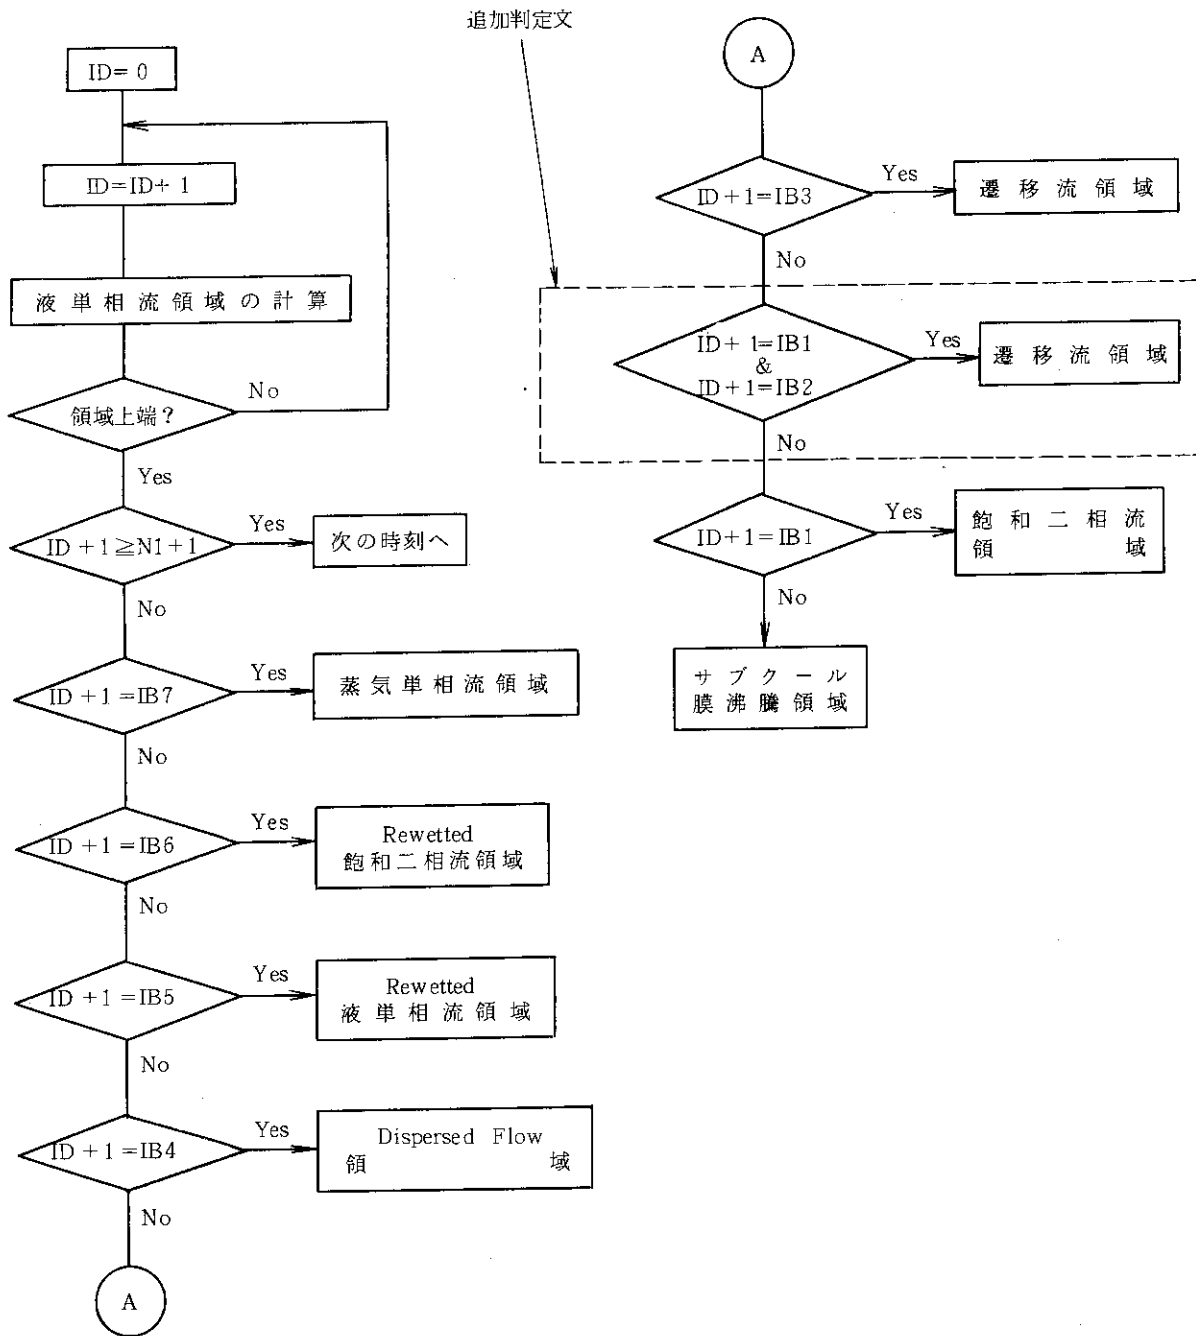 ID= 0
ID=ID+ 1
液単相流領域の計算
領域上端？
No
Yes
ID + 1≧N1+1
Yes
次の時刻へ
No
ID + 1 =IB7
Yes
蒸気単相流領域
No
ID + 1 =IB6
Yes
Rewetted
飽和二相流領域
No
ID +1 =IB5
Yes
Rewetted
液単相流領域
No
ID + 1 =IB4
Yes
Dispersed Flow
領 域
No
A
追加判定文
A
ID + 1=IB3
Yes
遷移流領域
No
ID+ 1=IB1
&
ID+1=IB2
Yes
遷移流領域
No
ID+1=IB1
Yes
飽和二相流
領 域
No
サブクール
膜沸騰領域